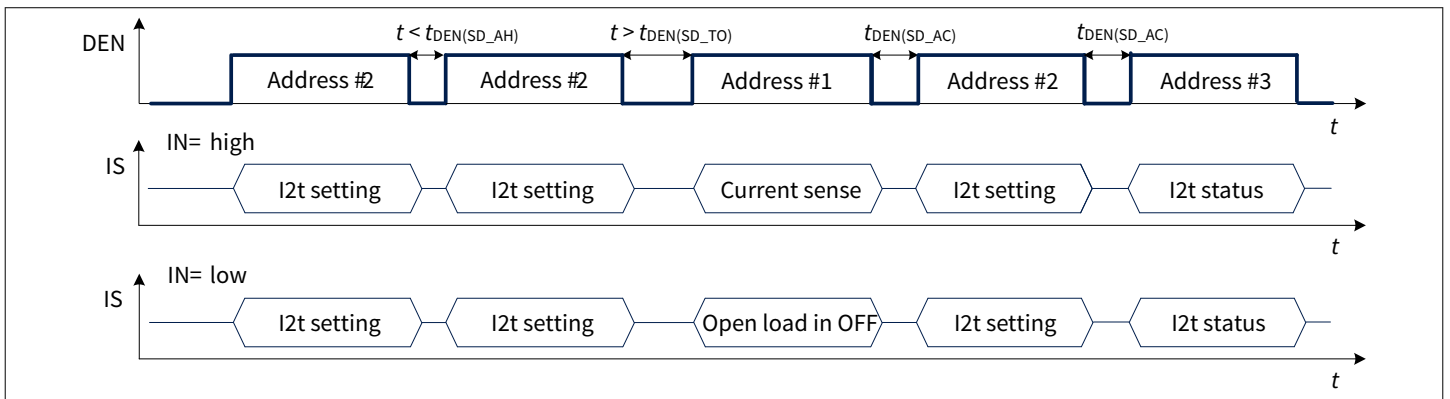 t < tDEN(SD_AH) t > tDEN(SD_TO) tDEN(SD_AC) tDEN(SD_AC)
DEN
Address #2 Address #2 Address #1 Address #2 Address #3
t
IN= high
IS
I2t setting I2t setting Current sense I2t setting I2t status
t
IN= low
IS
I2t setting I2t setting Open load in OFF I2t setting I2t status
t